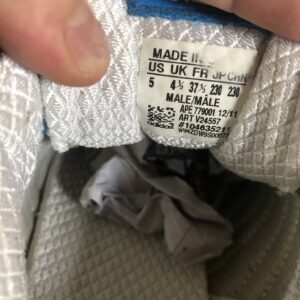 MADE IN
US UK FR JP CHN
5 4½ 37⅓ 230 230
MALE/MÂLE
APE 779001 12/11
ART V24557
#104635211
adidas